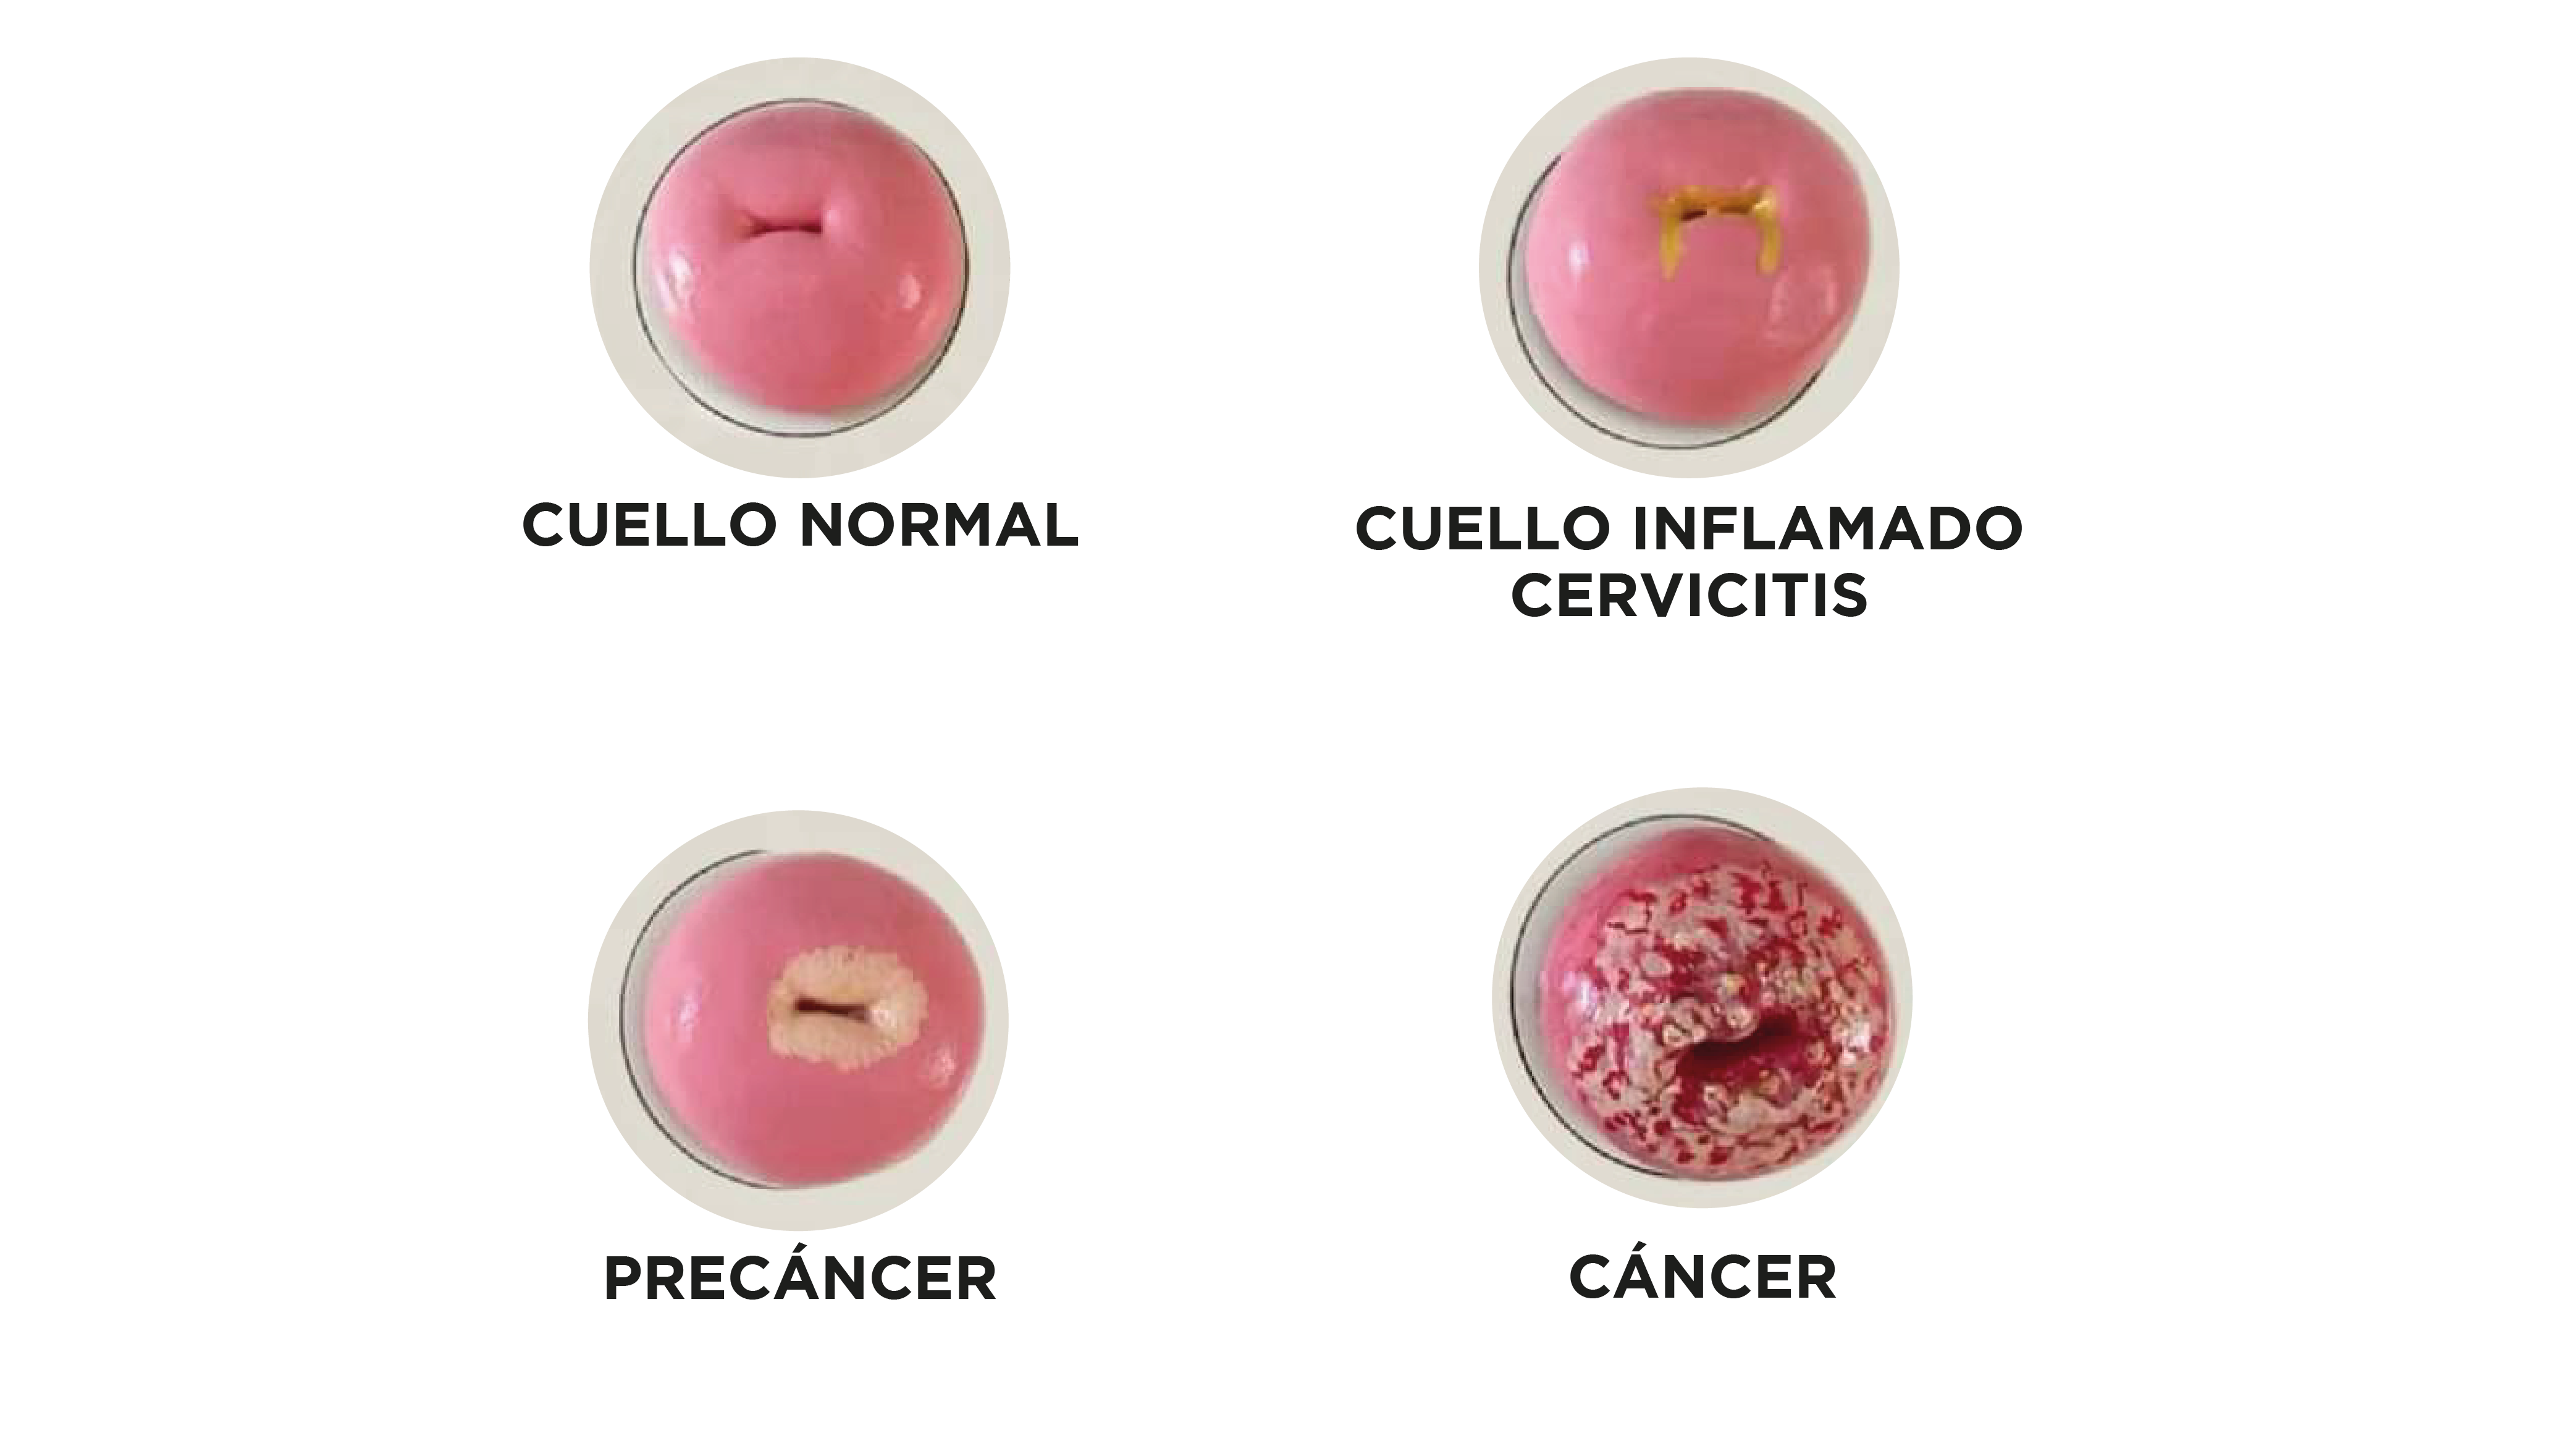 CUELLO NORMAL
CUELLO INFLAMADO
CERVICITIS
PRECÁNCER
CÁNCER